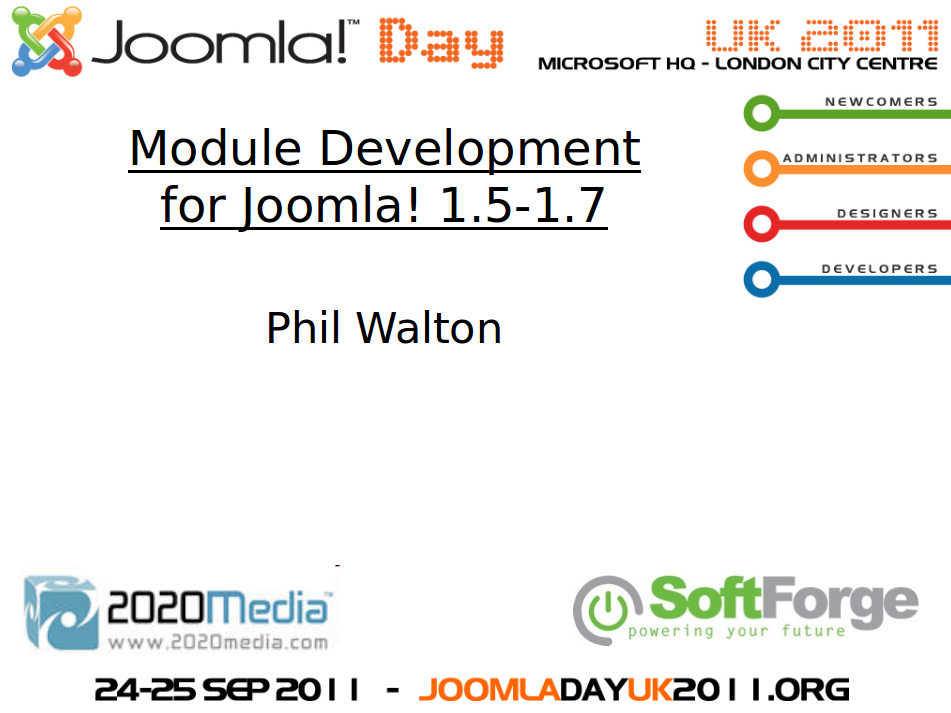 Joomla!™ Day
UK 2011
MICROSOFT HQ - LONDON CITY CENTRE
NEWCOMERS
ADMINISTRATORS
DESIGNERS
DEVELOPERS
Module Development
for Joomla! 1.5-1.7
Phil Walton
2020Media™
www.2020media.com
SoftForge
powering your future
24-25 SEP 2011 - JOOMLADAYUK2011.ORG